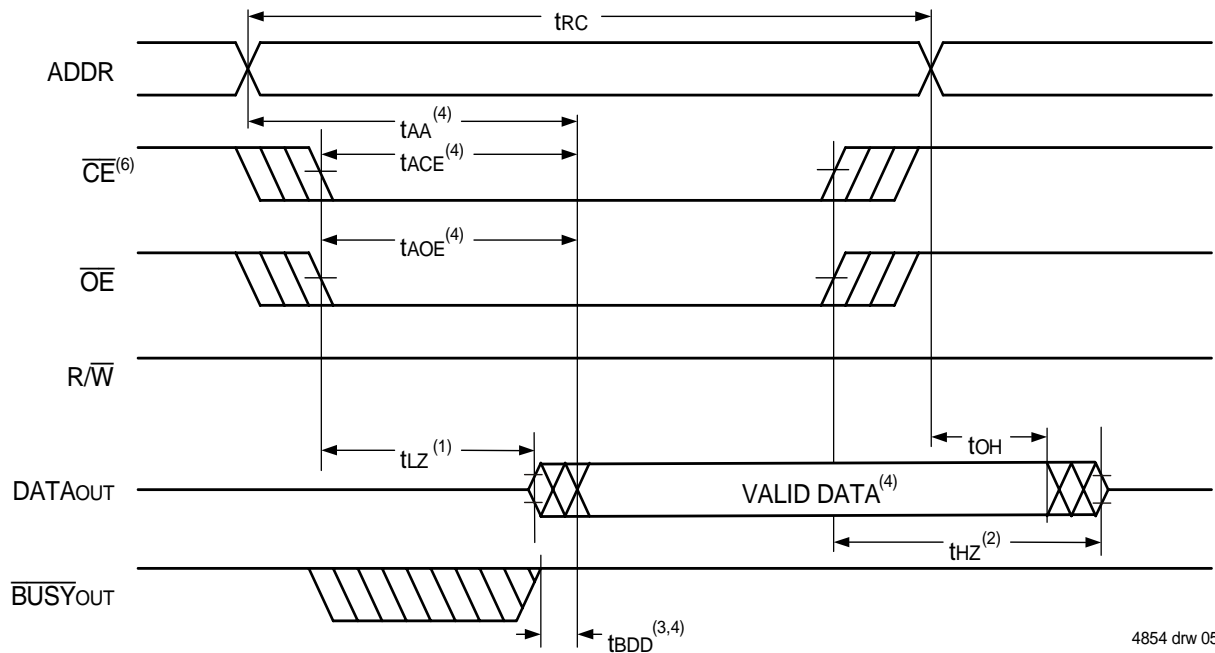 tRC
ADDR
tAA(4)
CE(6)
tACE(4)
OE
tAOE(4)
R/W
tLZ(1)
tOH
DATAOUT
VALID DATA(4)
tHZ(2)
BUSYOUT
tBDD(3,4)
4854 drw 05